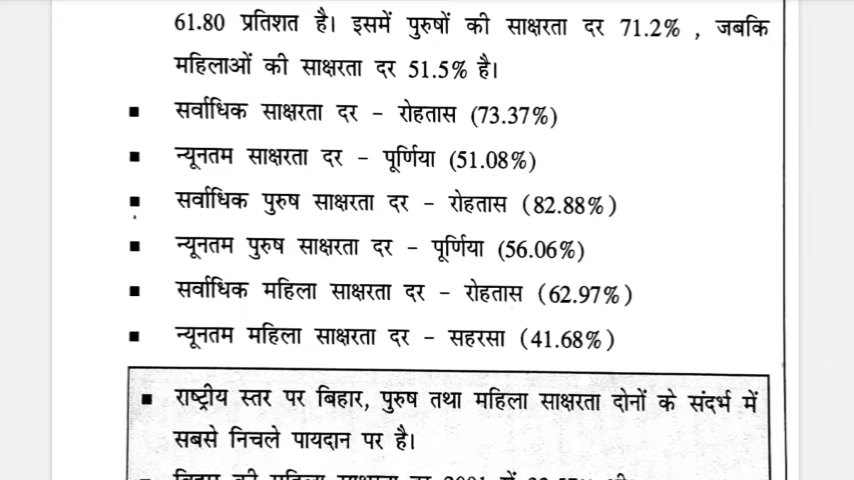 61.80 प्रतिशत है। इसमें पुरुषों की साक्षरता दर 71.2% , जबकि
महिलाओं की साक्षरता दर 51.5% है।
■ सर्वाधिक साक्षरता दर – रोहतास (73.37%)
■ न्यूनतम साक्षरता दर – पूर्णिया (51.08%)
■ सर्वाधिक पुरुष साक्षरता दर – रोहतास (82.88%)
■ न्यूनतम पुरुष साक्षरता दर – पूर्णिया (56.06%)
■ सर्वाधिक महिला साक्षरता दर – रोहतास (62.97%)
■ न्यूनतम महिला साक्षरता दर – सहरसा (41.68%)
■ राष्ट्रीय स्तर पर बिहार, पुरुष तथा महिला साक्षरता दोनों के संदर्भ में
सबसे निचले पायदान पर है।